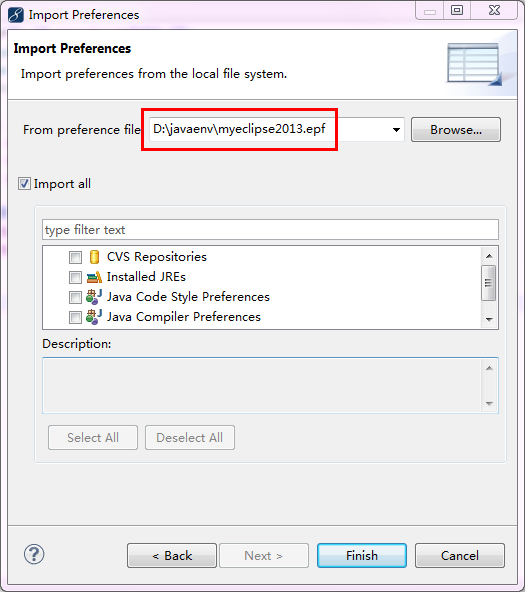 Import Preferences
Import Preferences
Import preferences from the local file system.
From preference file: D:\javaenv\myeclipse2013.epf Browse...
Import all
type filter text
CVS Repositories
Installed JREs
Java Code Style Preferences
Java Compiler Preferences
Description:
Select All Deselect All
? < Back Next > Finish Cancel